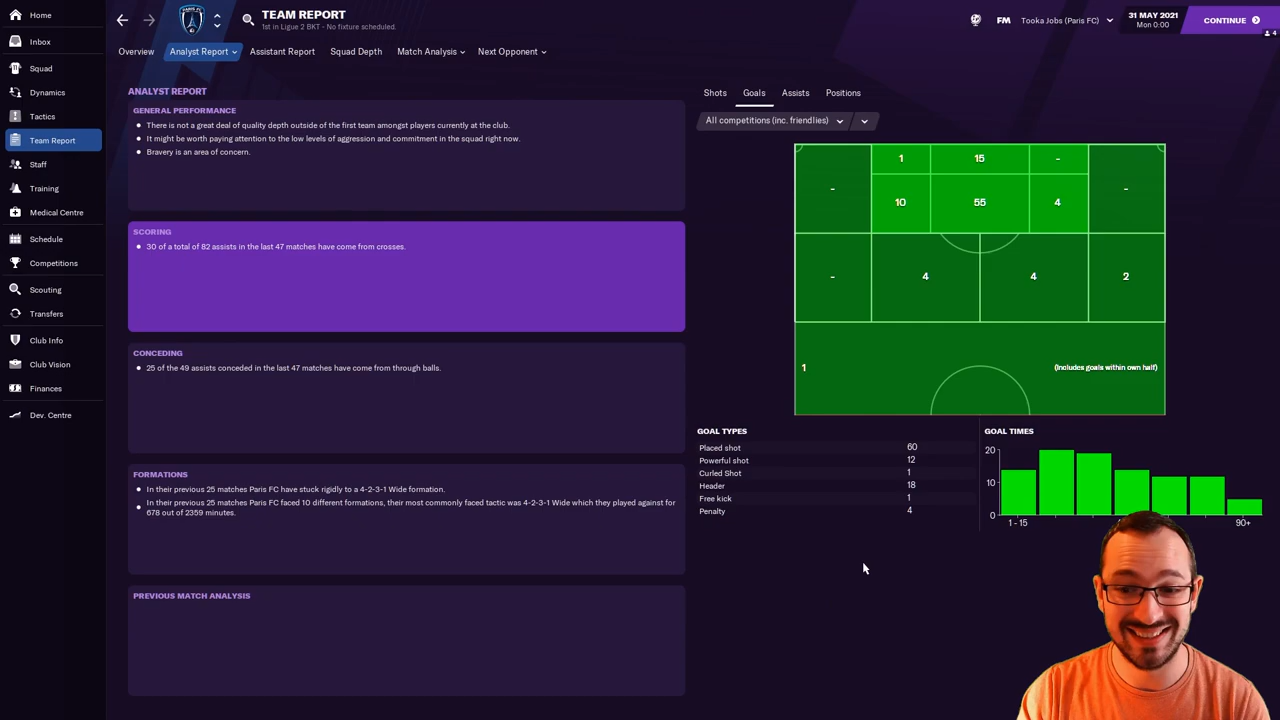 Home
Inbox
Squad
Dynamics
Tactics
Team Report
Staff
Training
Medical Centre
Schedule
Competitions
Scouting
Transfers
Club Info
Club Vision
Finances
Dev. Centre
PARIS FC
TEAM REPORT
1st in Ligue 2 BKT - No fixture scheduled.
FM
Tooka Jobs (Paris FC)
31 MAY 2021
Mon 0:00
CONTINUE
4
Overview
Analyst Report
Assistant Report
Squad Depth
Match Analysis
Next Opponent
ANALYST REPORT
GENERAL PERFORMANCE
There is not a great deal of quality depth outside of the first team amongst players currently at the club.
It might be worth paying attention to the low levels of aggression and commitment in the squad right now.
Bravery is an area of concern.
SCORING
30 of a total of 82 assists in the last 47 matches have come from crosses.
CONCEDING
25 of the 49 assists conceded in the last 47 matches have come from through balls.
FORMATIONS
In their previous 25 matches Paris FC have stuck rigidly to a 4-2-3-1 Wide formation.
In their previous 25 matches Paris FC faced 10 different formations, their most commonly faced tactic was 4-2-3-1 Wide which they played against for
678 out of 2359 minutes.
PREVIOUS MATCH ANALYSIS
Shots
Goals
Assists
Positions
All competitions (inc. friendlies)
1
15
-
-
10
55
4
-
-
4
4
2
1
(Includes goals within own half)
GOAL TYPES
Placed shot 60
Powerful shot 12
Curled Shot 1
Header 18
Free kick 1
Penalty 4
GOAL TIMES
20
10
0
1 - 15
90+